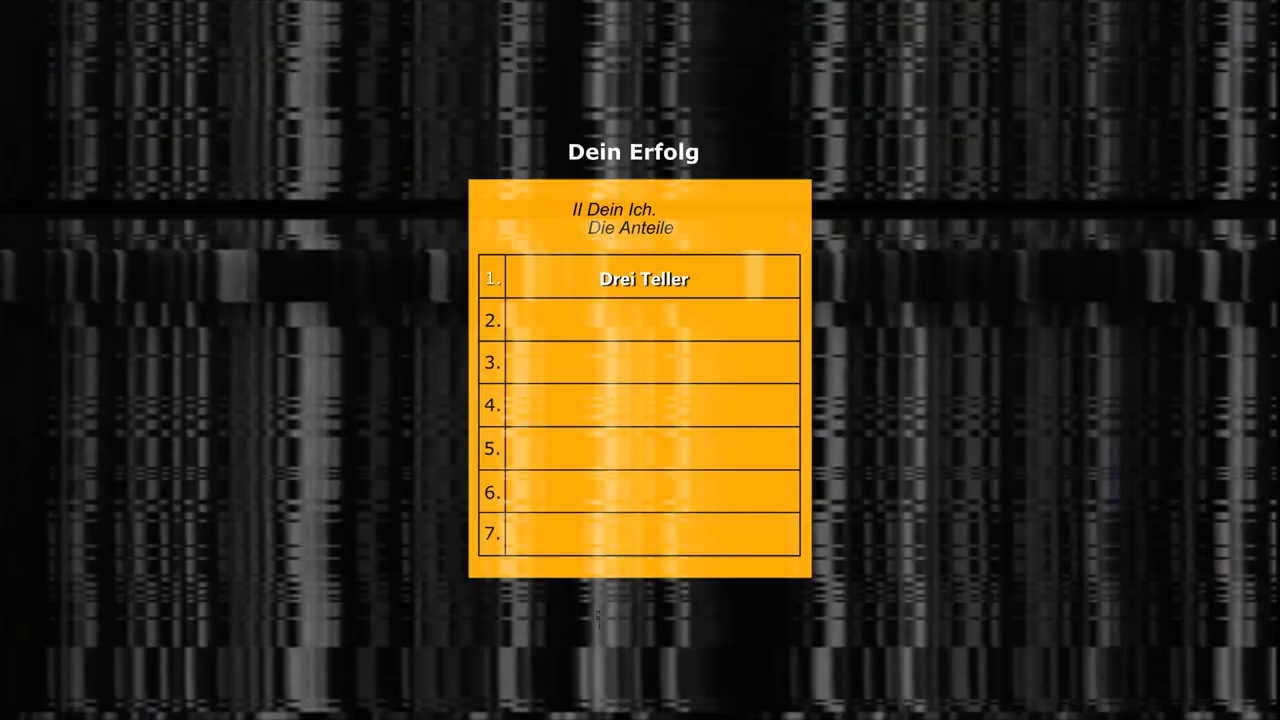 Dein Erfolg
II Dein Ich.
Die Anteile
1. Drei Teller
2.
3.
4.
5.
6.
7.